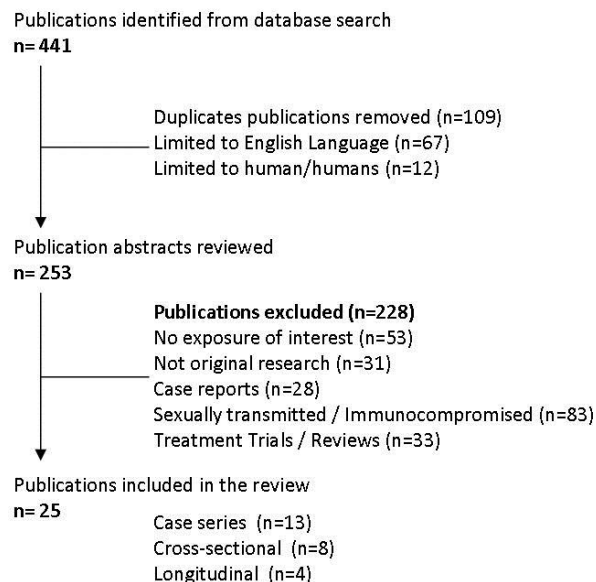 Publications identified from database search
n= 441
Duplicates publications removed (n=109)
Limited to English Language (n=67)
Limited to human/humans (n=12)
Publication abstracts reviewed
n= 253
Publications excluded (n=228)
No exposure of interest (n=53)
Not original research (n=31)
Case reports (n=28)
Sexually transmitted / Immunocompromised (n=83)
Treatment Trials / Reviews (n=33)
Publications included in the review
n= 25
Case series (n=13)
Cross-sectional (n=8)
Longitudinal (n=4)